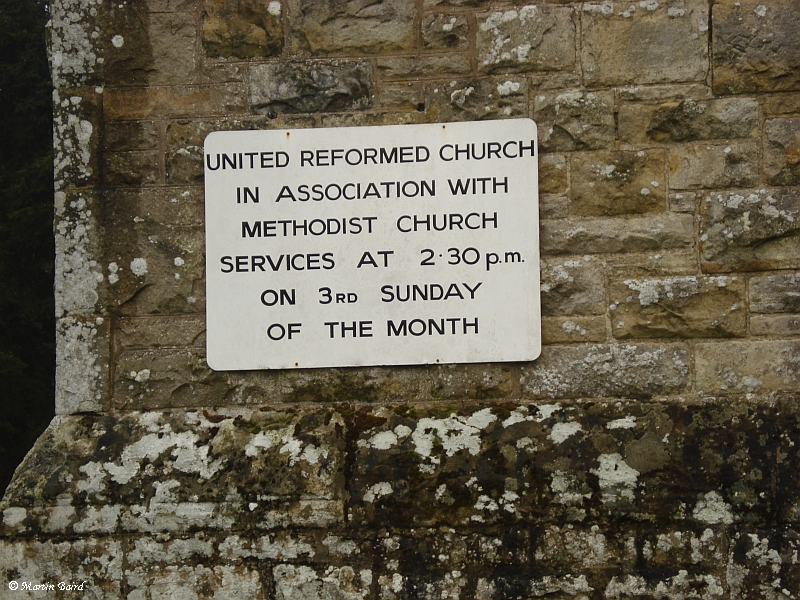 UNITED REFORMED CHURCH
IN ASSOCIATION WITH
METHODIST CHURCH
SERVICES AT 2·30 p.m.
ON 3RD SUNDAY
OF THE MONTH
© Martin Baird